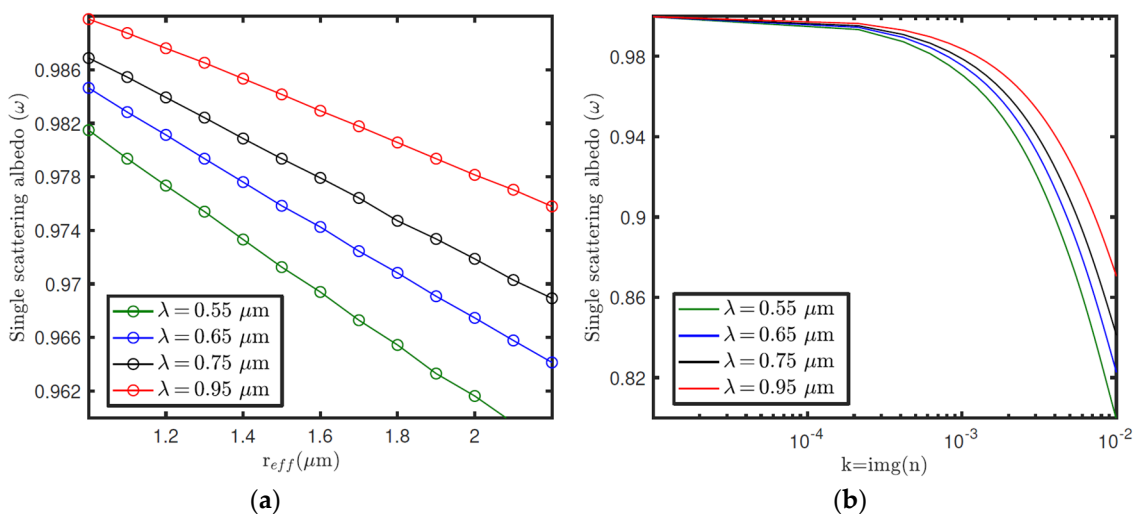 Single scattering albedo (ω)
0.986
0.982
0.978
0.974
0.97
0.966
0.962
λ = 0.55 μm
λ = 0.65 μm
λ = 0.75 μm
λ = 0.95 μm
1.2 1.4 1.6 1.8 2
r_eff(μm)
(a)
Single scattering albedo (ω)
0.98
0.94
0.9
0.86
0.82
λ = 0.55 μm
λ = 0.65 μm
λ = 0.75 μm
λ = 0.95 μm
10⁻⁴ 10⁻³ 10⁻²
k=img(n)
(b)